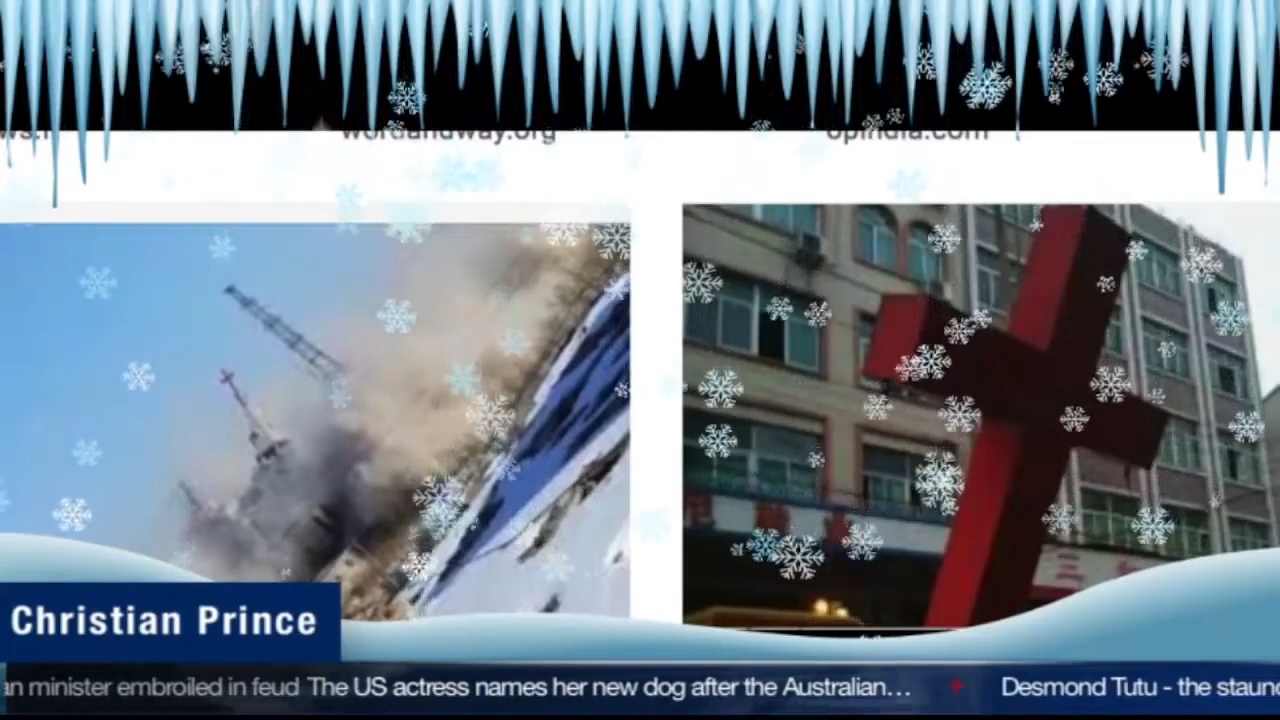 wordandway.org
opindia.com
Christian Prince
an minister embroiled in feud The US actress names her new dog after the Australian… + Desmond Tutu - the staunc